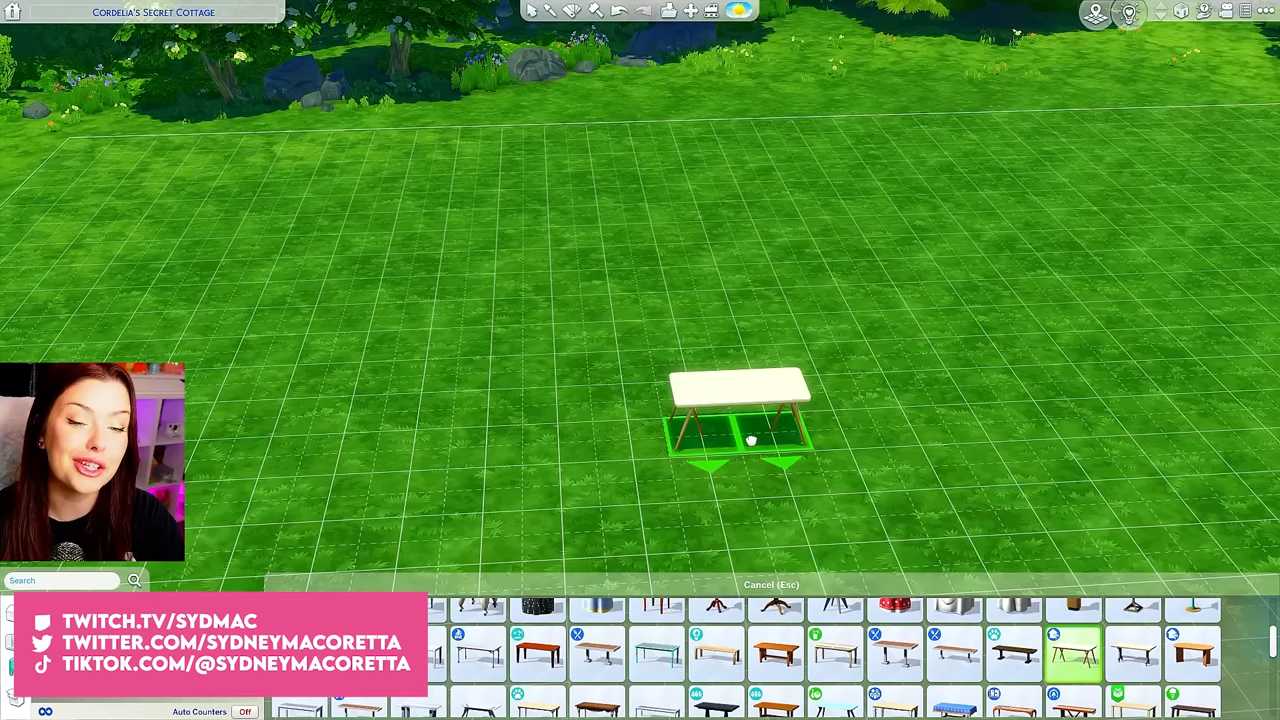 CORDELIA'S SECRET COTTAGE
Cancel (Esc)
Search
TWITCH.TV/SYDMAC
TWITTER.COM/SYDNEYMACORETTA
TIKTOK.COM/@SYDNEYMACORETTA
Auto Counters Off